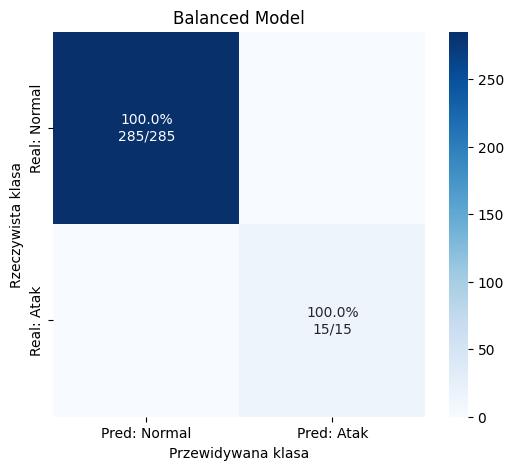 Balanced Model
Real: Normal
100.0%
285/285
Real: Atak
100.0%
15/15
Rzeczywista klasa
Pred: Normal
Pred: Atak
Przewidywana klasa
250
200
150
100
50
0